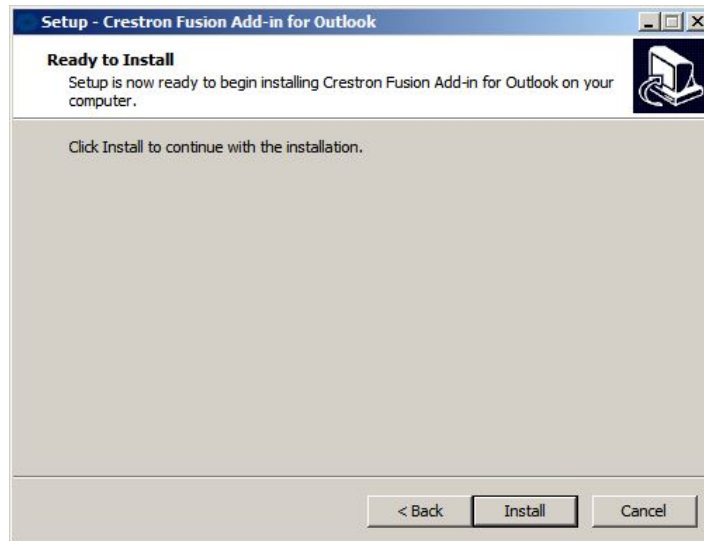 Setup - Crestron Fusion Add-in for Outlook
Ready to Install
Setup is now ready to begin installing Crestron Fusion Add-in for Outlook on your
computer.
Click Install to continue with the installation.
< Back
Install
Cancel